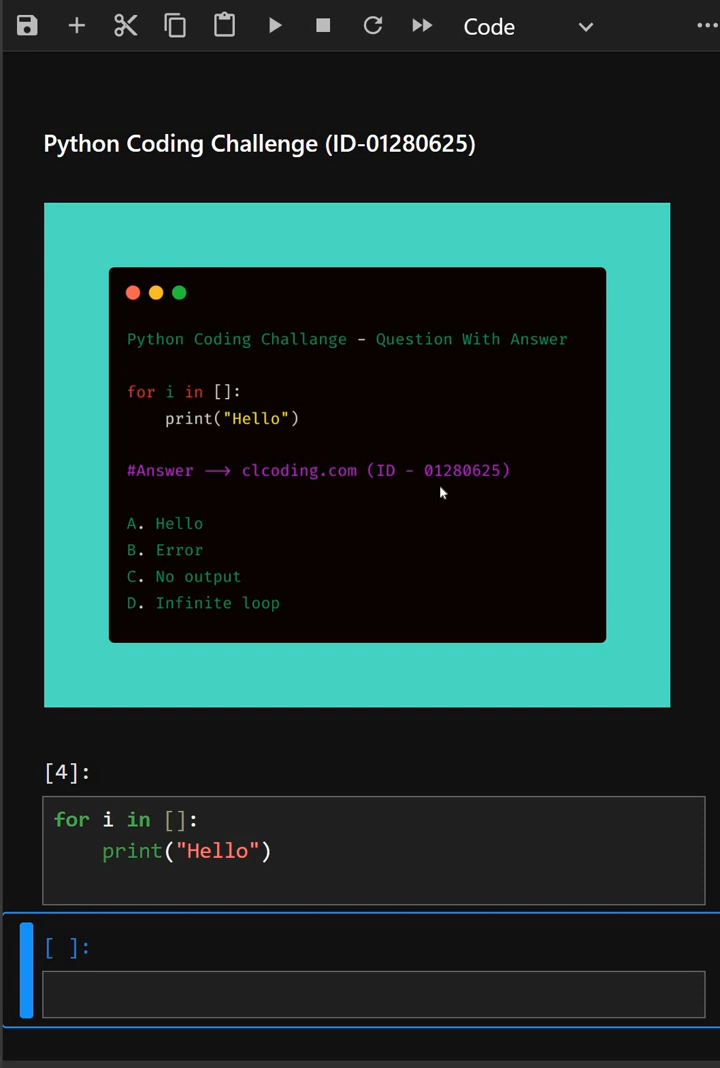 Code
Python Coding Challenge (ID-01280625)
Python Coding Challange - Question With Answer
for i in []:
    print("Hello")
#Answer --> clcoding.com (ID - 01280625)
A. Hello
B. Error
C. No output
D. Infinite loop
[4]:
for i in []:
    print("Hello")
[ ]: